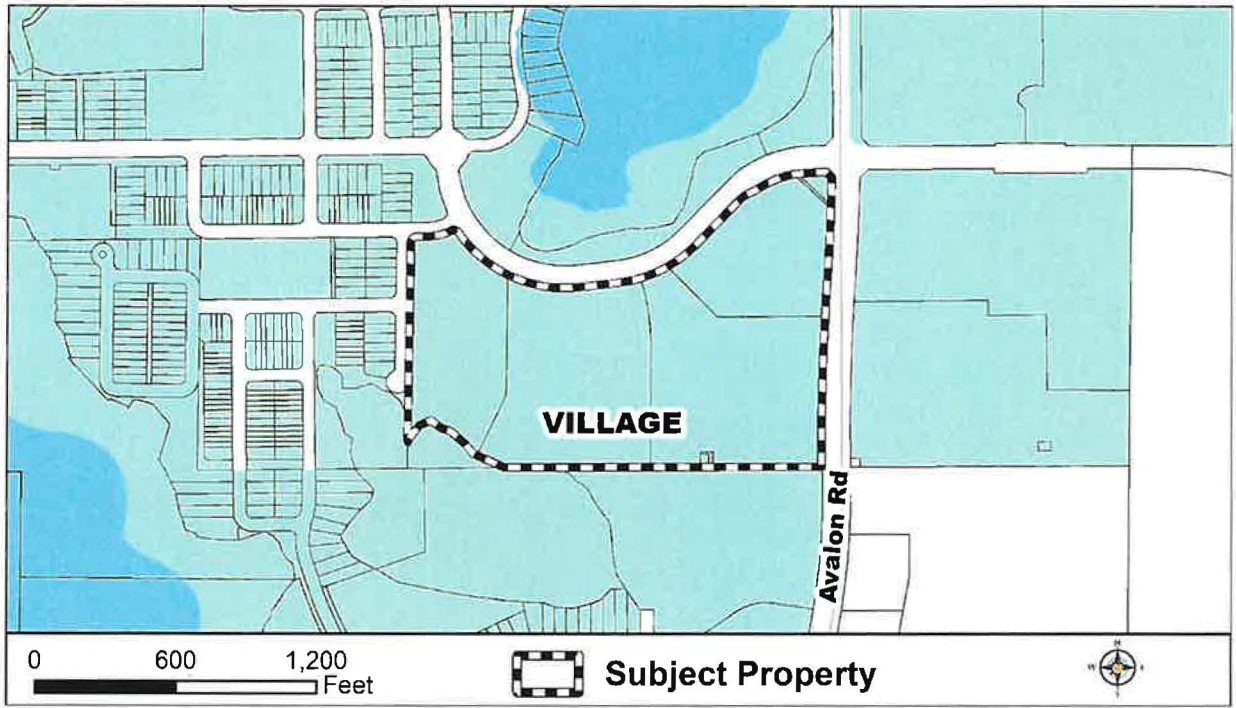 VILLAGE
Avalon Rd
0 600 1,200
Feet
Subject Property
N
W E
S